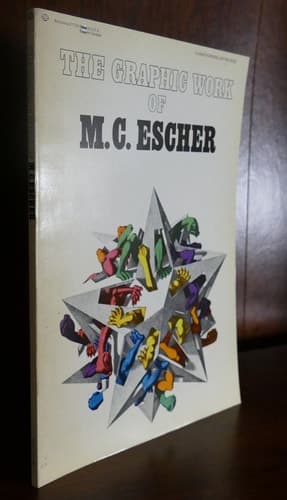 THE GRAPHIC WORK
OF
M.C. ESCHER